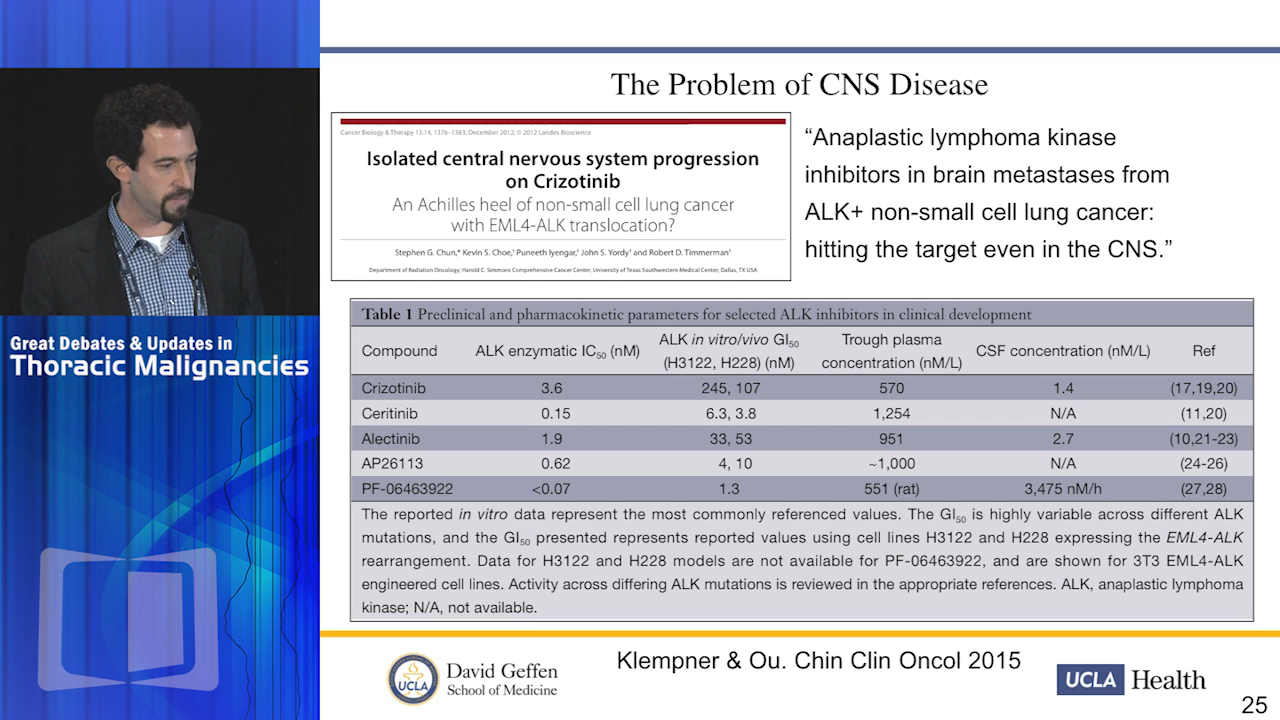 The Problem of CNS Disease
Cancer Biology & Therapy 13:14, 1376–1383; December 2012; © 2012 Landes Bioscience
Isolated central nervous system progression
on Crizotinib
An Achilles heel of non-small cell lung cancer
with EML4-ALK translocation?
Stephen G. Chun,* Kevin S. Choe,† Puneeth Iyengar,† John S. Yordy† and Robert D. Timmerman†
Department of Radiation Oncology; Harold C. Simmons Comprehensive Cancer Center; University of Texas Southwestern Medical Center; Dallas, TX USA
“Anaplastic lymphoma kinase
inhibitors in brain metastases from
ALK+ non-small cell lung cancer:
hitting the target even in the CNS.”
Great Debates & Updates in
Thoracic Malignancies
Table 1 Preclinical and pharmacokinetic parameters for selected ALK inhibitors in clinical development
Compound ALK enzymatic IC50 (nM) ALK in vitro/vivo GI50 (H3122, H228) (nM) Trough plasma concentration (nM/L) CSF concentration (nM/L) Ref
Crizotinib 3.6 245, 107 570 1.4 (17,19,20)
Ceritinib 0.15 6.3, 3.8 1,254 N/A (11,20)
Alectinib 1.9 33, 53 951 2.7 (10,21-23)
AP26113 0.62 4, 10 ~1,000 N/A (24-26)
PF-06463922 <0.07 1.3 551 (rat) 3,475 nM/h (27,28)
The reported in vitro data represent the most commonly referenced values. The GI50 is highly variable across different ALK
mutations, and the GI50 presented represents reported values using cell lines H3122 and H228 expressing the EML4-ALK
rearrangement. Data for H3122 and H228 models are not available for PF-06463922, and are shown for 3T3 EML4-ALK
engineered cell lines. Activity across differing ALK mutations is reviewed in the appropriate references. ALK, anaplastic lymphoma
kinase; N/A, not available.
UCLA
David Geffen
School of Medicine
Klempner & Ou. Chin Clin Oncol 2015
UCLA Health
25